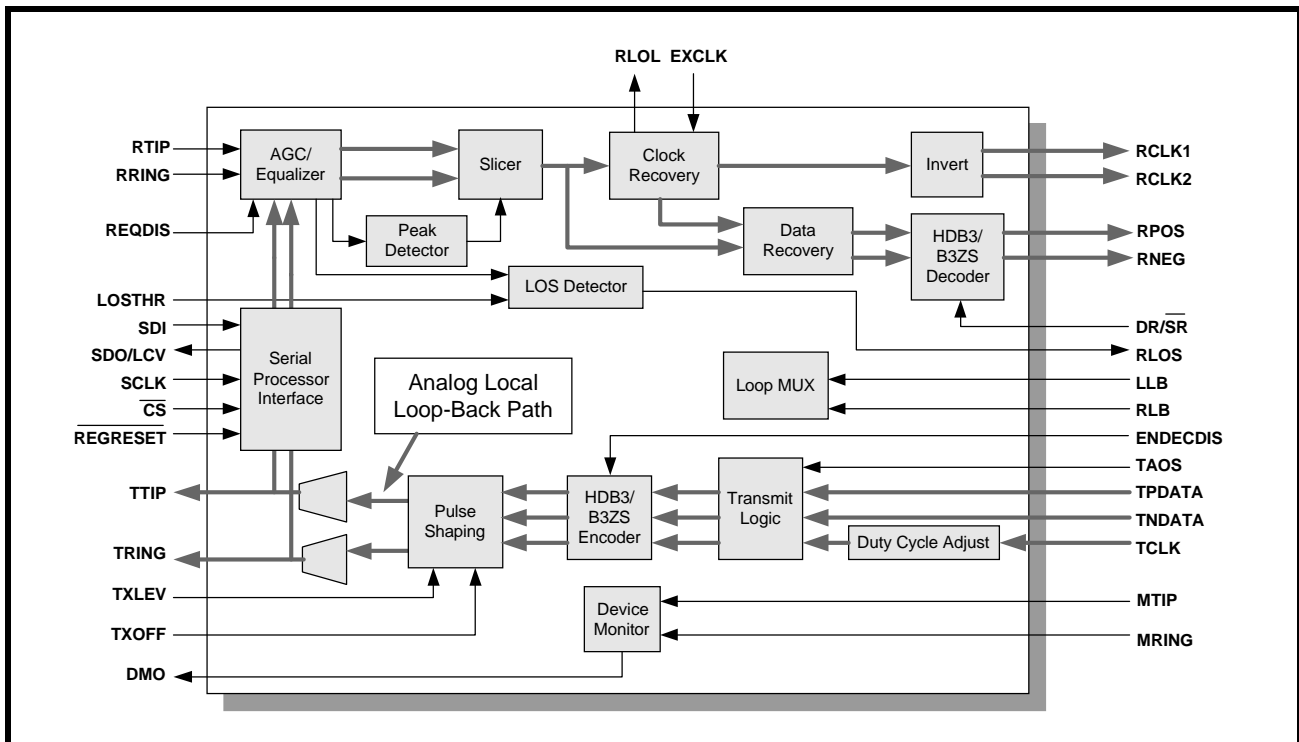 RLOL EXCLK
RTIP
RRING
REQDIS
LOSTHR
SDI
SDO/LCV
SCLK
CS
REGRESET
TTIP
TRING
TXLEV
TXOFF
DMO
AGC/
Equalizer
Slicer
Peak
Detector
LOS Detector
Clock
Recovery
Data
Recovery
Invert
HDB3/
B3ZS
Decoder
Serial
Processor
Interface
Analog Local
Loop-Back Path
Loop MUX
Pulse
Shaping
HDB3/
B3ZS
Encoder
Transmit
Logic
Duty Cycle Adjust
Device
Monitor
RCLK1
RCLK2
RPOS
RNEG
DR/SR
RLOS
LLB
RLB
ENDECDIS
TAOS
TPDATA
TNDATA
TCLK
MTIP
MRING